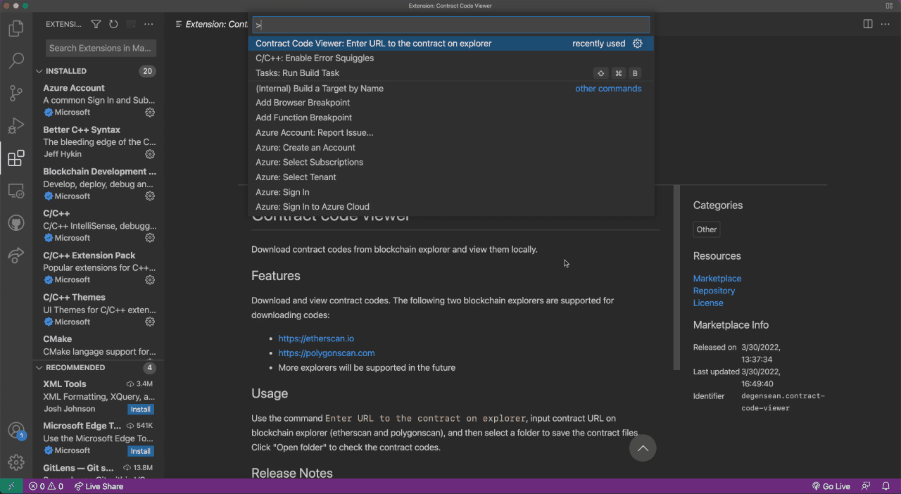 Extension: Contract Code Viewer
EXTENSI...
Extension: Cont
>
Search Extensions in Ma...
Contract Code Viewer: Enter URL to the contract on explorer
recently used
C/C++: Enable Error Squiggles
Tasks: Run Build Task
⌘ B
(Internal) Build a Target by Name
other commands
Add Browser Breakpoint
Add Function Breakpoint
Azure Account: Report Issue...
Azure: Create an Account
Azure: Select Subscriptions
Azure: Select Tenant
Azure: Sign In
Azure: Sign In to Azure Cloud
INSTALLED
20
Azure Account
A common Sign In and Sub...
Microsoft
Better C++ Syntax
The bleeding edge of the C...
Jeff Hykin
Blockchain Development ...
Develop, deploy, debug an...
Microsoft
C/C++
C/C++ IntelliSense, debugg...
Microsoft
C/C++ Extension Pack
Popular extensions for C++...
Microsoft
C/C++ Themes
UI Themes for C/C++ exten...
Microsoft
CMake
CMake langage support for...
RECOMMENDED
4
XML Tools
3.4M
XML Formatting, XQuery, a...
Josh Johnson
Install
Microsoft Edge T...
541K
Use the Microsoft Edge To...
Microsoft
Install
GitLens — Git s...
13.8M
Contract code viewer
Download contract codes from blockchain explorer and view them locally.
Features
Download and view contract codes. The following two blockchain explorers are supported for
downloading codes:
• https://etherscan.io
• https://polygonscan.com
• More explorers will be supported in the future
Usage
Use the command Enter URL to the contract on explorer, input contract URL on
blockchain explorer (etherscan and polygonscan), and then select a folder to save the contract files
Click "Open folder" to check the contract codes.
Release Notes
Categories
Other
Resources
Marketplace
Repository
License
Marketplace Info
Released on 3/30/2022,
13:37:34
Last updated 3/30/2022,
16:49:40
Identifier degensean.contract-
code-viewer
1
0 0
Live Share
Go Live